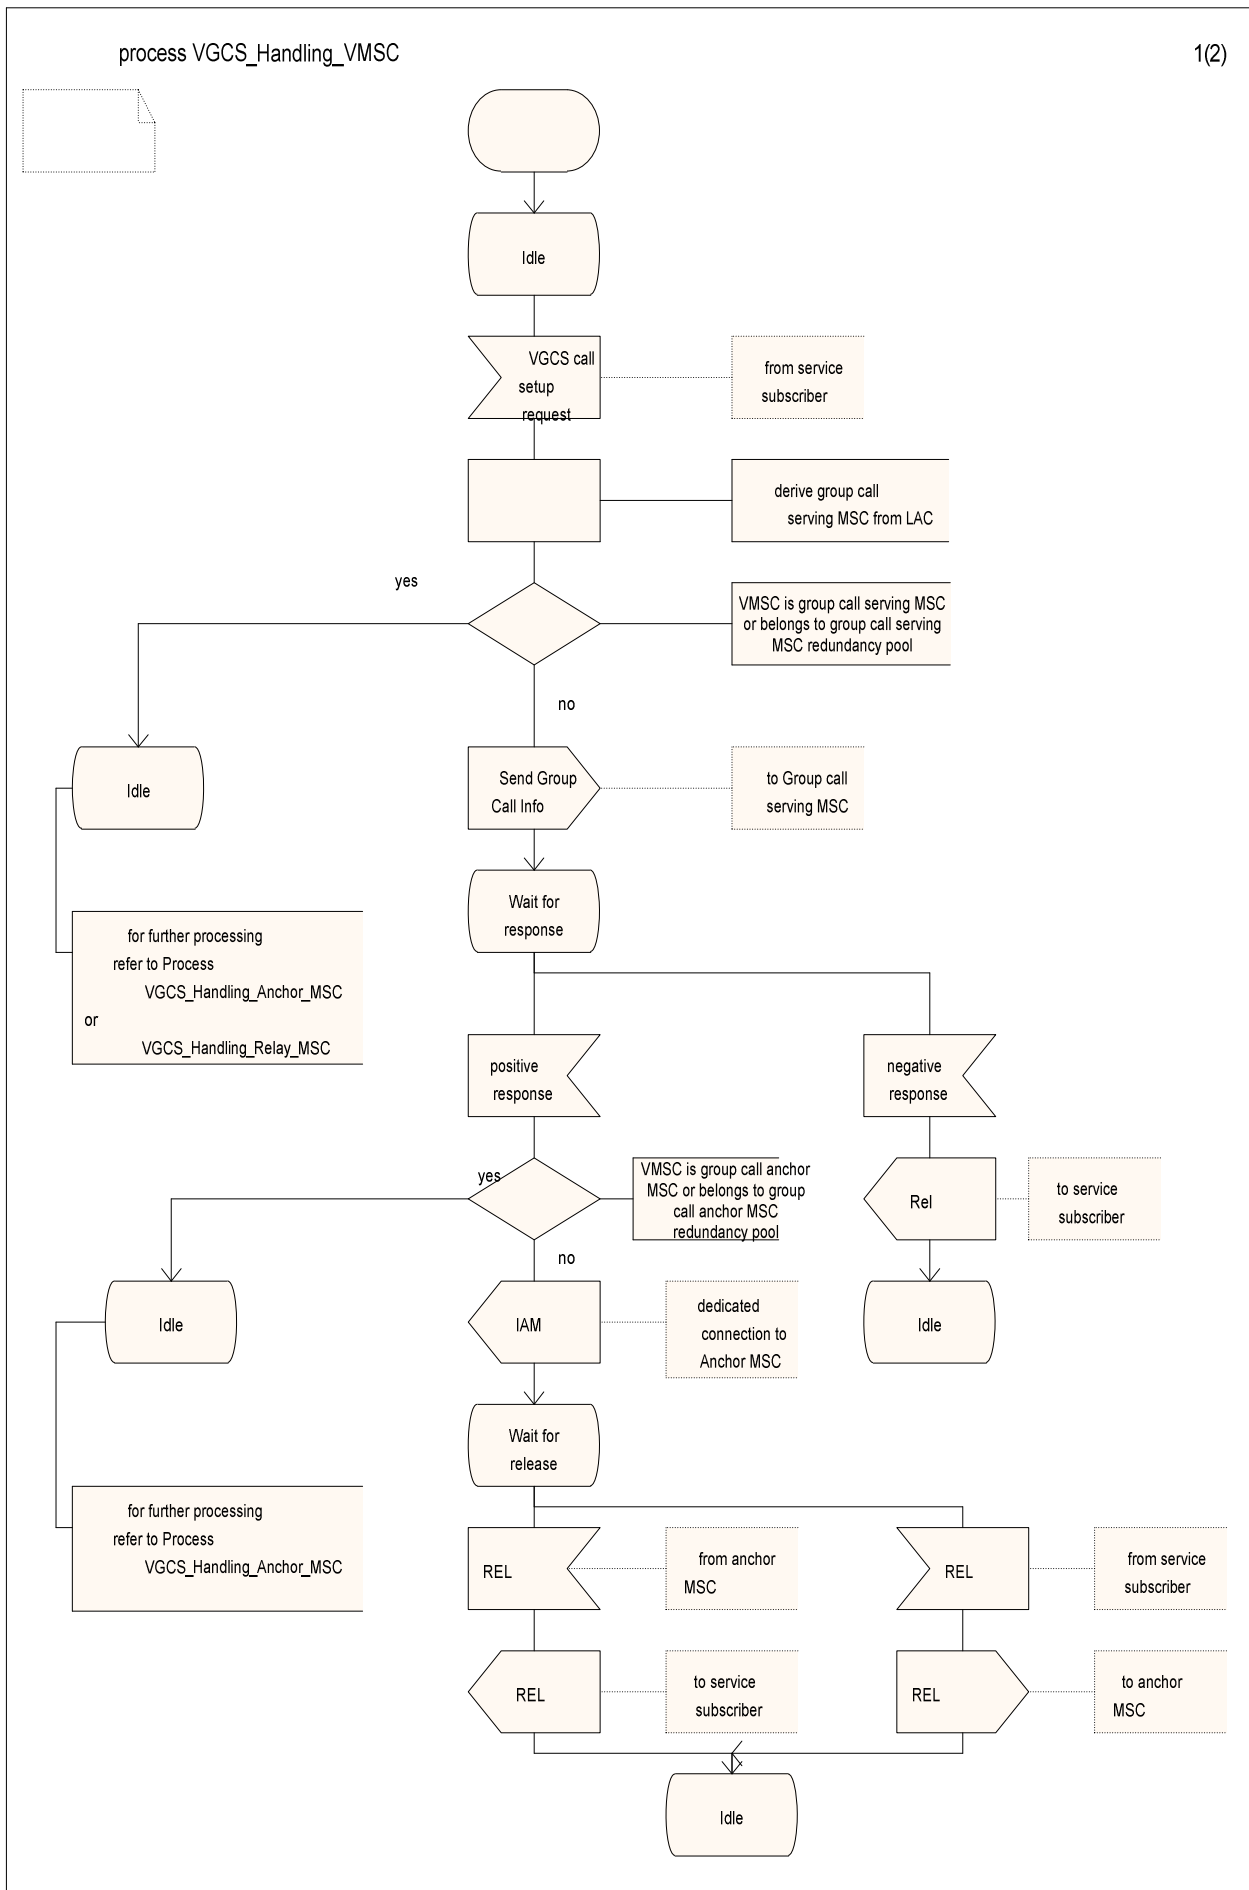 process VGCS_Handling_VMSC
1(2)
Idle
VGCS call
setup
request
from service
subscriber
derive group call
serving MSC from LAC
yes
VMSC is group call serving MSC
or belongs to group call serving
MSC redundancy pool
no
Idle
Send Group
Call Info
to Group call
serving MSC
Wait for
response
for further processing
refer to Process
VGCS_Handling_Anchor_MSC
or
VGCS_Handling_Relay_MSC
positive
response
negative
response
yes
VMSC is group call anchor
MSC or belongs to group
call anchor MSC
redundancy pool
Rel
to service
subscriber
no
Idle
IAM
dedicated
connection to
Anchor MSC
Idle
Wait for
release
for further processing
refer to Process
VGCS_Handling_Anchor_MSC
REL
from anchor
MSC
REL
from service
subscriber
REL
to service
subscriber
REL
to anchor
MSC
Idle